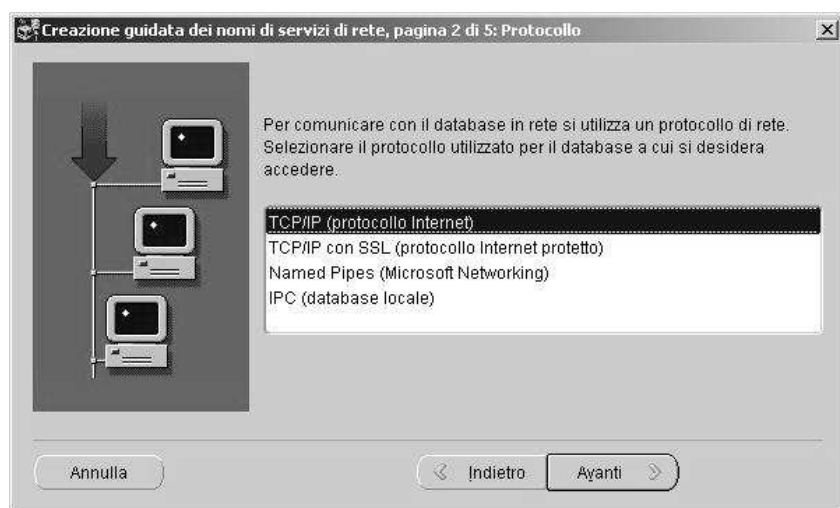 Creazione guidata dei nomi di servizi di rete, pagina 2 di 5: Protocollo
Per comunicare con il database in rete si utilizza un protocollo di rete.
Selezionare il protocollo utilizzato per il database a cui si desidera
accedere.
TCP/IP (protocollo Internet)
TCP/IP con SSL (protocollo Internet protetto)
Named Pipes (Microsoft Networking)
IPC (database locale)
Annulla
Indietro
Avanti